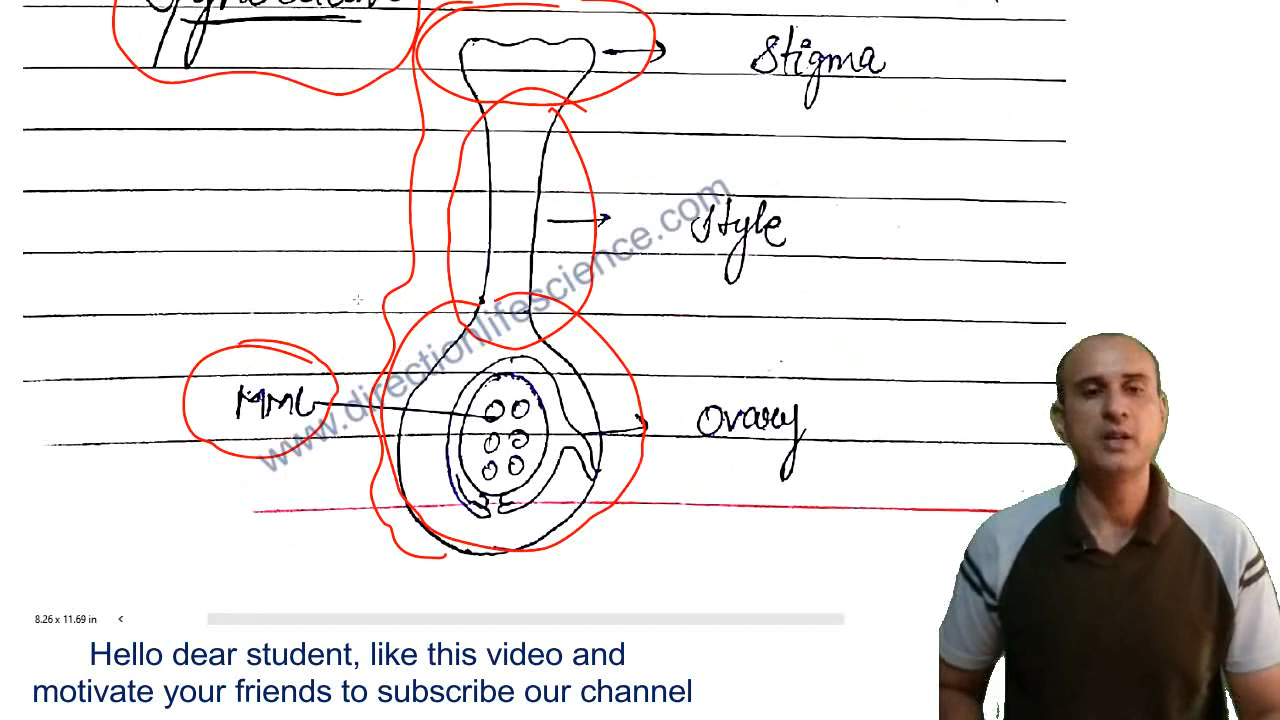 Stigma
Style
MMC
Ovary
www.directionlifescience.com
8.26 x 11.69 in
Hello dear student, like this video and
motivate your friends to subscribe our channel